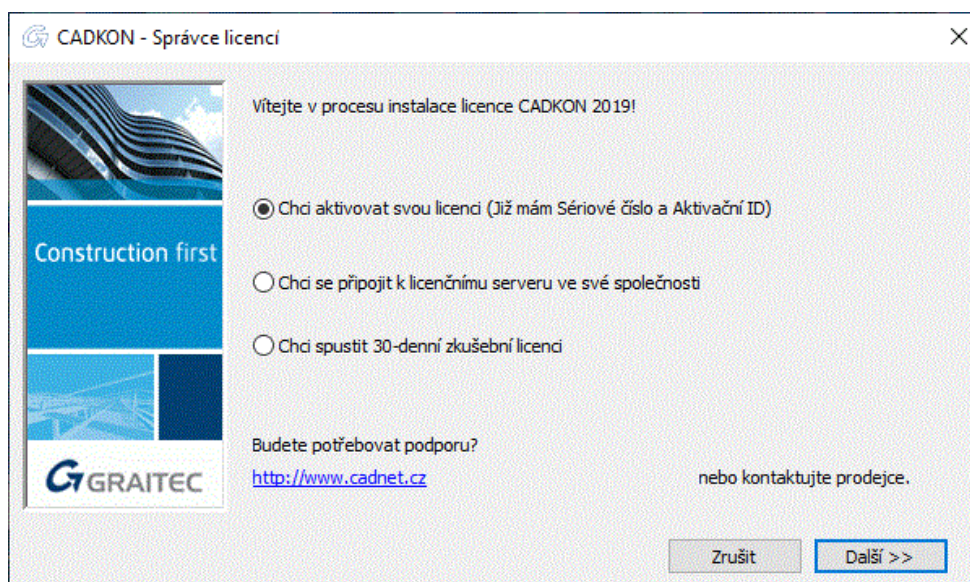 CADKON - Správce licencí
Vítejte v procesu instalace licence CADKON 2019!
Chci aktivovat svou licenci (Již mám Sériové číslo a Aktivační ID)
Construction first
Chci se připojit k licenčnímu serveru ve své společnosti
Chci spustit 30-denní zkušební licenci
Budete potřebovat podporu?
http://www.cadnet.cz nebo kontaktujte prodejce.
GRAITEC
Zrušit Další >>